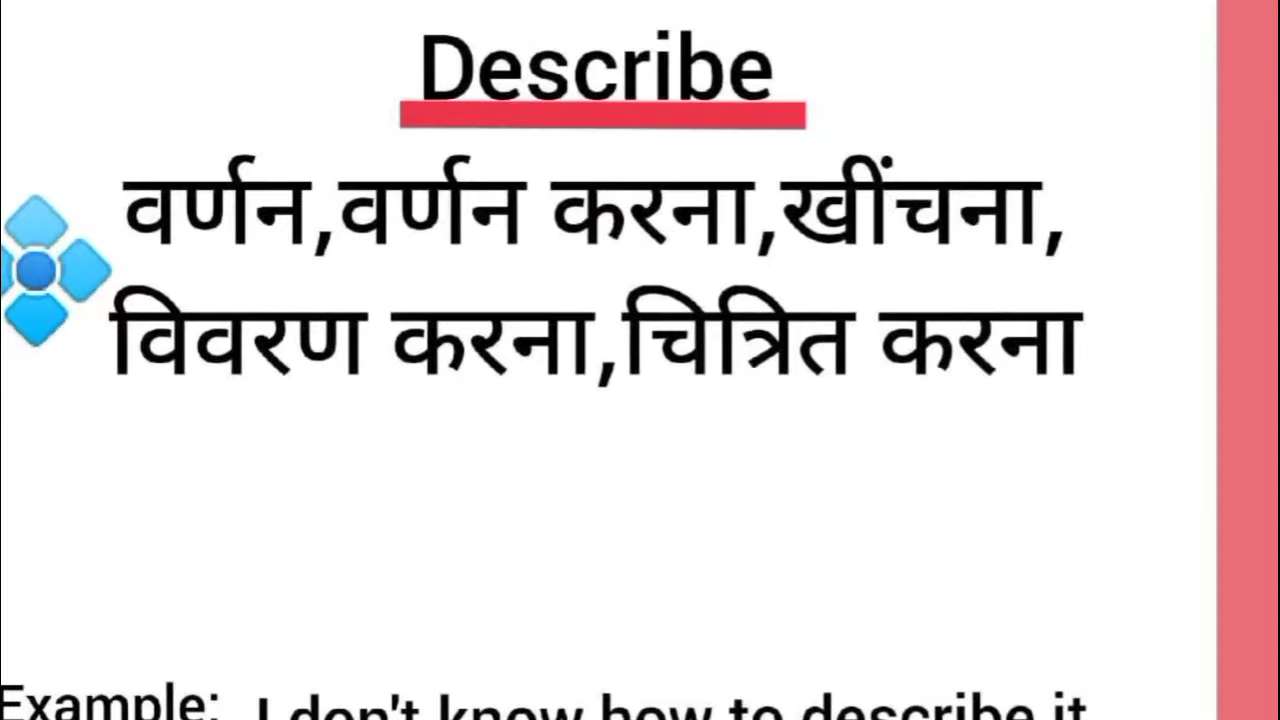 Describe
वर्णन,वर्णन करना,खींचना,
विवरण करना,चित्रित करना
Example: I don't know how to describe it